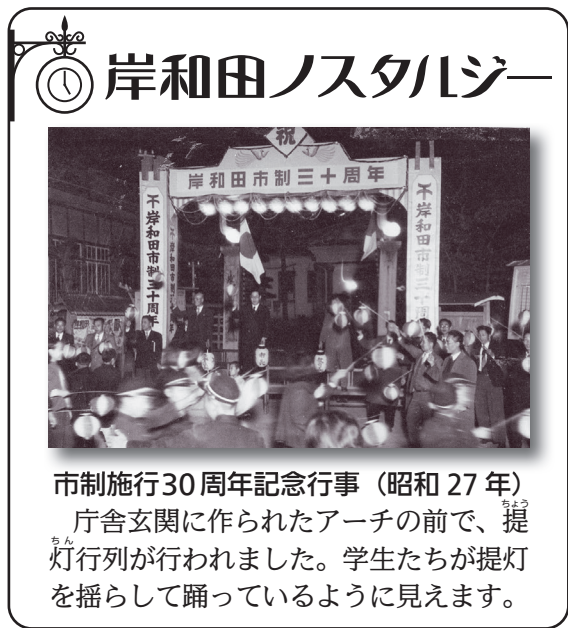 岸和田ノスタルジー
祝
岸和田市制三十周年
岸和田市制三十周年
岸和田市制三十周
市制施行30周年記念行事（昭和27年）
庁舎玄関に作られたアーチの前で、提
灯行列が行われました。学生たちが提灯
を揺らして踊っているように見えます。